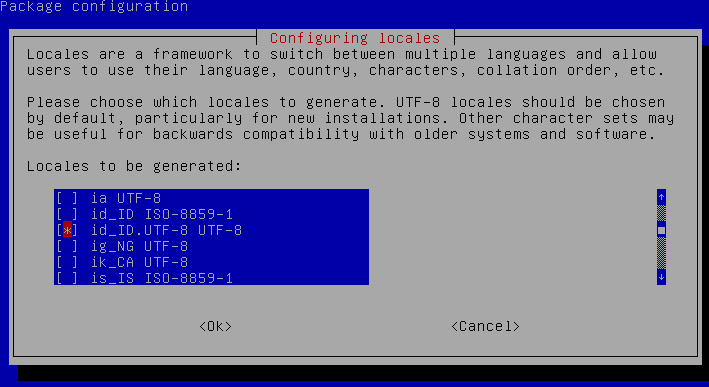 Package configuration
Configuring locales
Locales are a framework to switch between multiple languages and allow
users to use their language, country, characters, collation order, etc.
Please choose which locales to generate. UTF-8 locales should be chosen
by default, particularly for new installations. Other character sets may
be useful for backwards compatibility with older systems and software.
Locales to be generated:
[ ] ia UTF-8
[ ] id_ID ISO-8859-1
[*] id_ID.UTF-8 UTF-8
[ ] ig_NG UTF-8
[ ] ik_CA UTF-8
[ ] is_IS ISO-8859-1
<Ok> <Cancel>